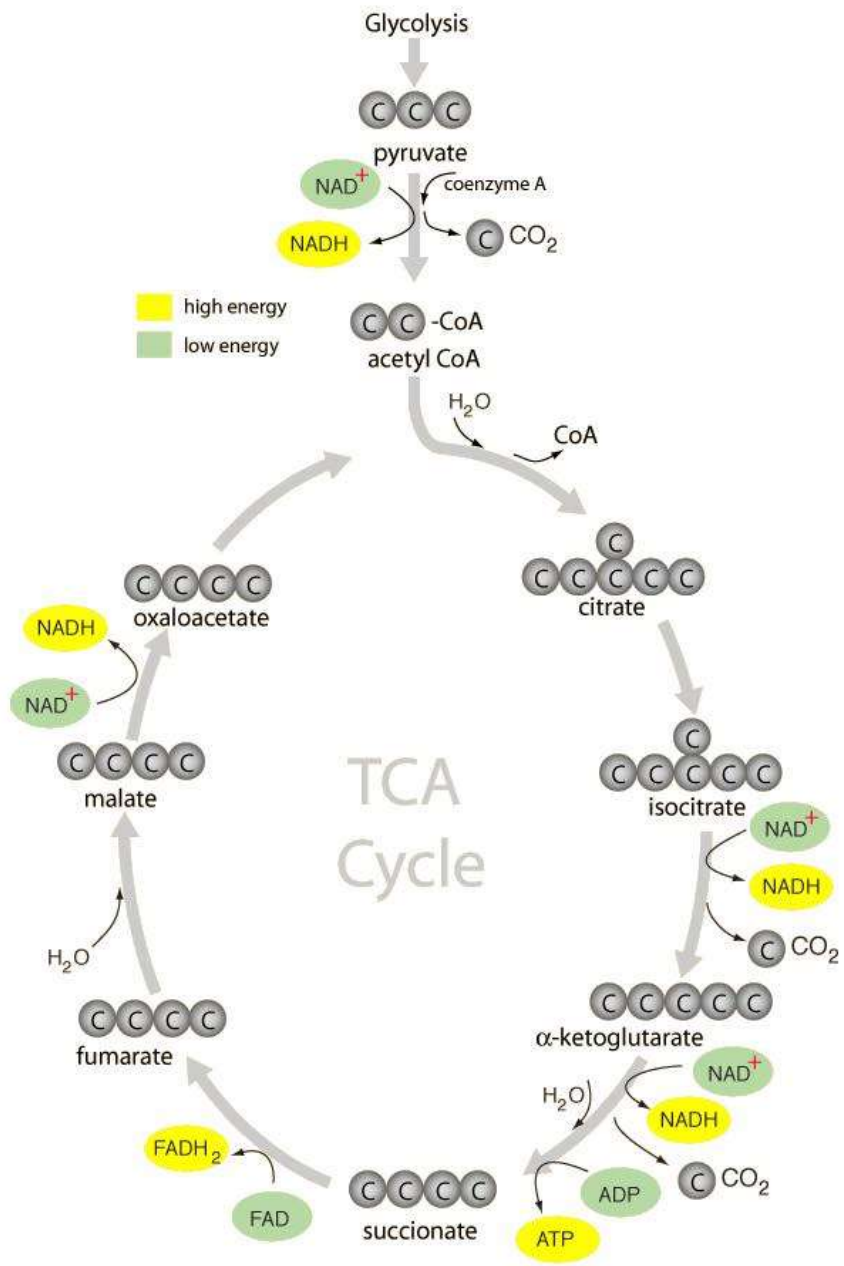 Glycolysis
C C C
pyruvate
NAD+
coenzyme A
NADH
C CO2
high energy
low energy
C C -CoA
acetyl CoA
H2O
CoA
C
C C C C C
citrate
C C C C
oxaloacetate
NADH
NAD+
C C C C
malate
TCA
Cycle
C
C C C C C
isocitrate
NAD+
NADH
C CO2
H2O
C C C C C
α-ketoglutarate
C C C C
fumarate
NAD+
H2O
NADH
FADH2
C CO2
ADP
FAD
C C C C
succionate
ATP